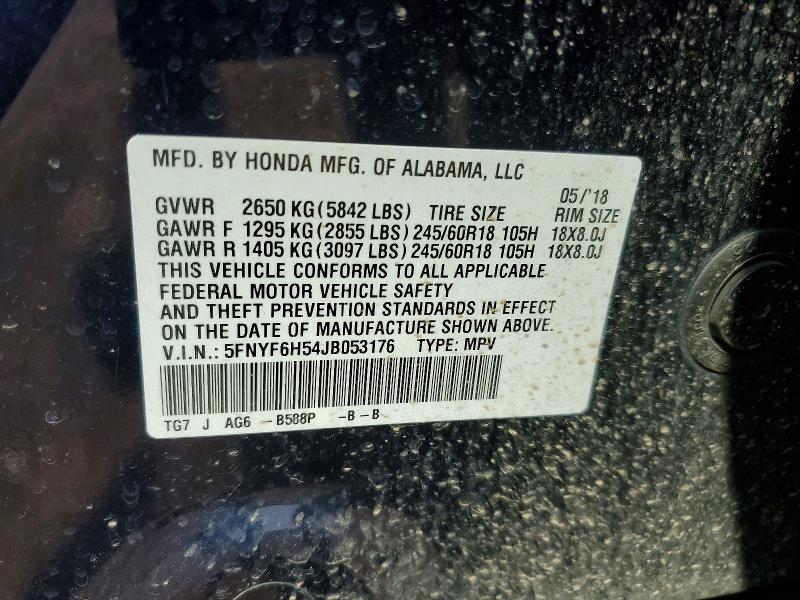 MFD. BY HONDA MFG. OF ALABAMA, LLC
05/'18
GVWR 2650 KG (5842 LBS) TIRE SIZE RIM SIZE
GAWR F 1295 KG (2855 LBS) 245/60R18 105H 18X8.0J
GAWR R 1405 KG (3097 LBS) 245/60R18 105H 18X8.0J
THIS VEHICLE CONFORMS TO ALL APPLICABLE
FEDERAL MOTOR VEHICLE SAFETY
AND THEFT PREVENTION STANDARDS IN EFFECT
ON THE DATE OF MANUFACTURE SHOWN ABOVE.
V.I.N.: 5FNYF6H54JB053176 TYPE: MPV
TG7 J AG6 - B588P - B - B